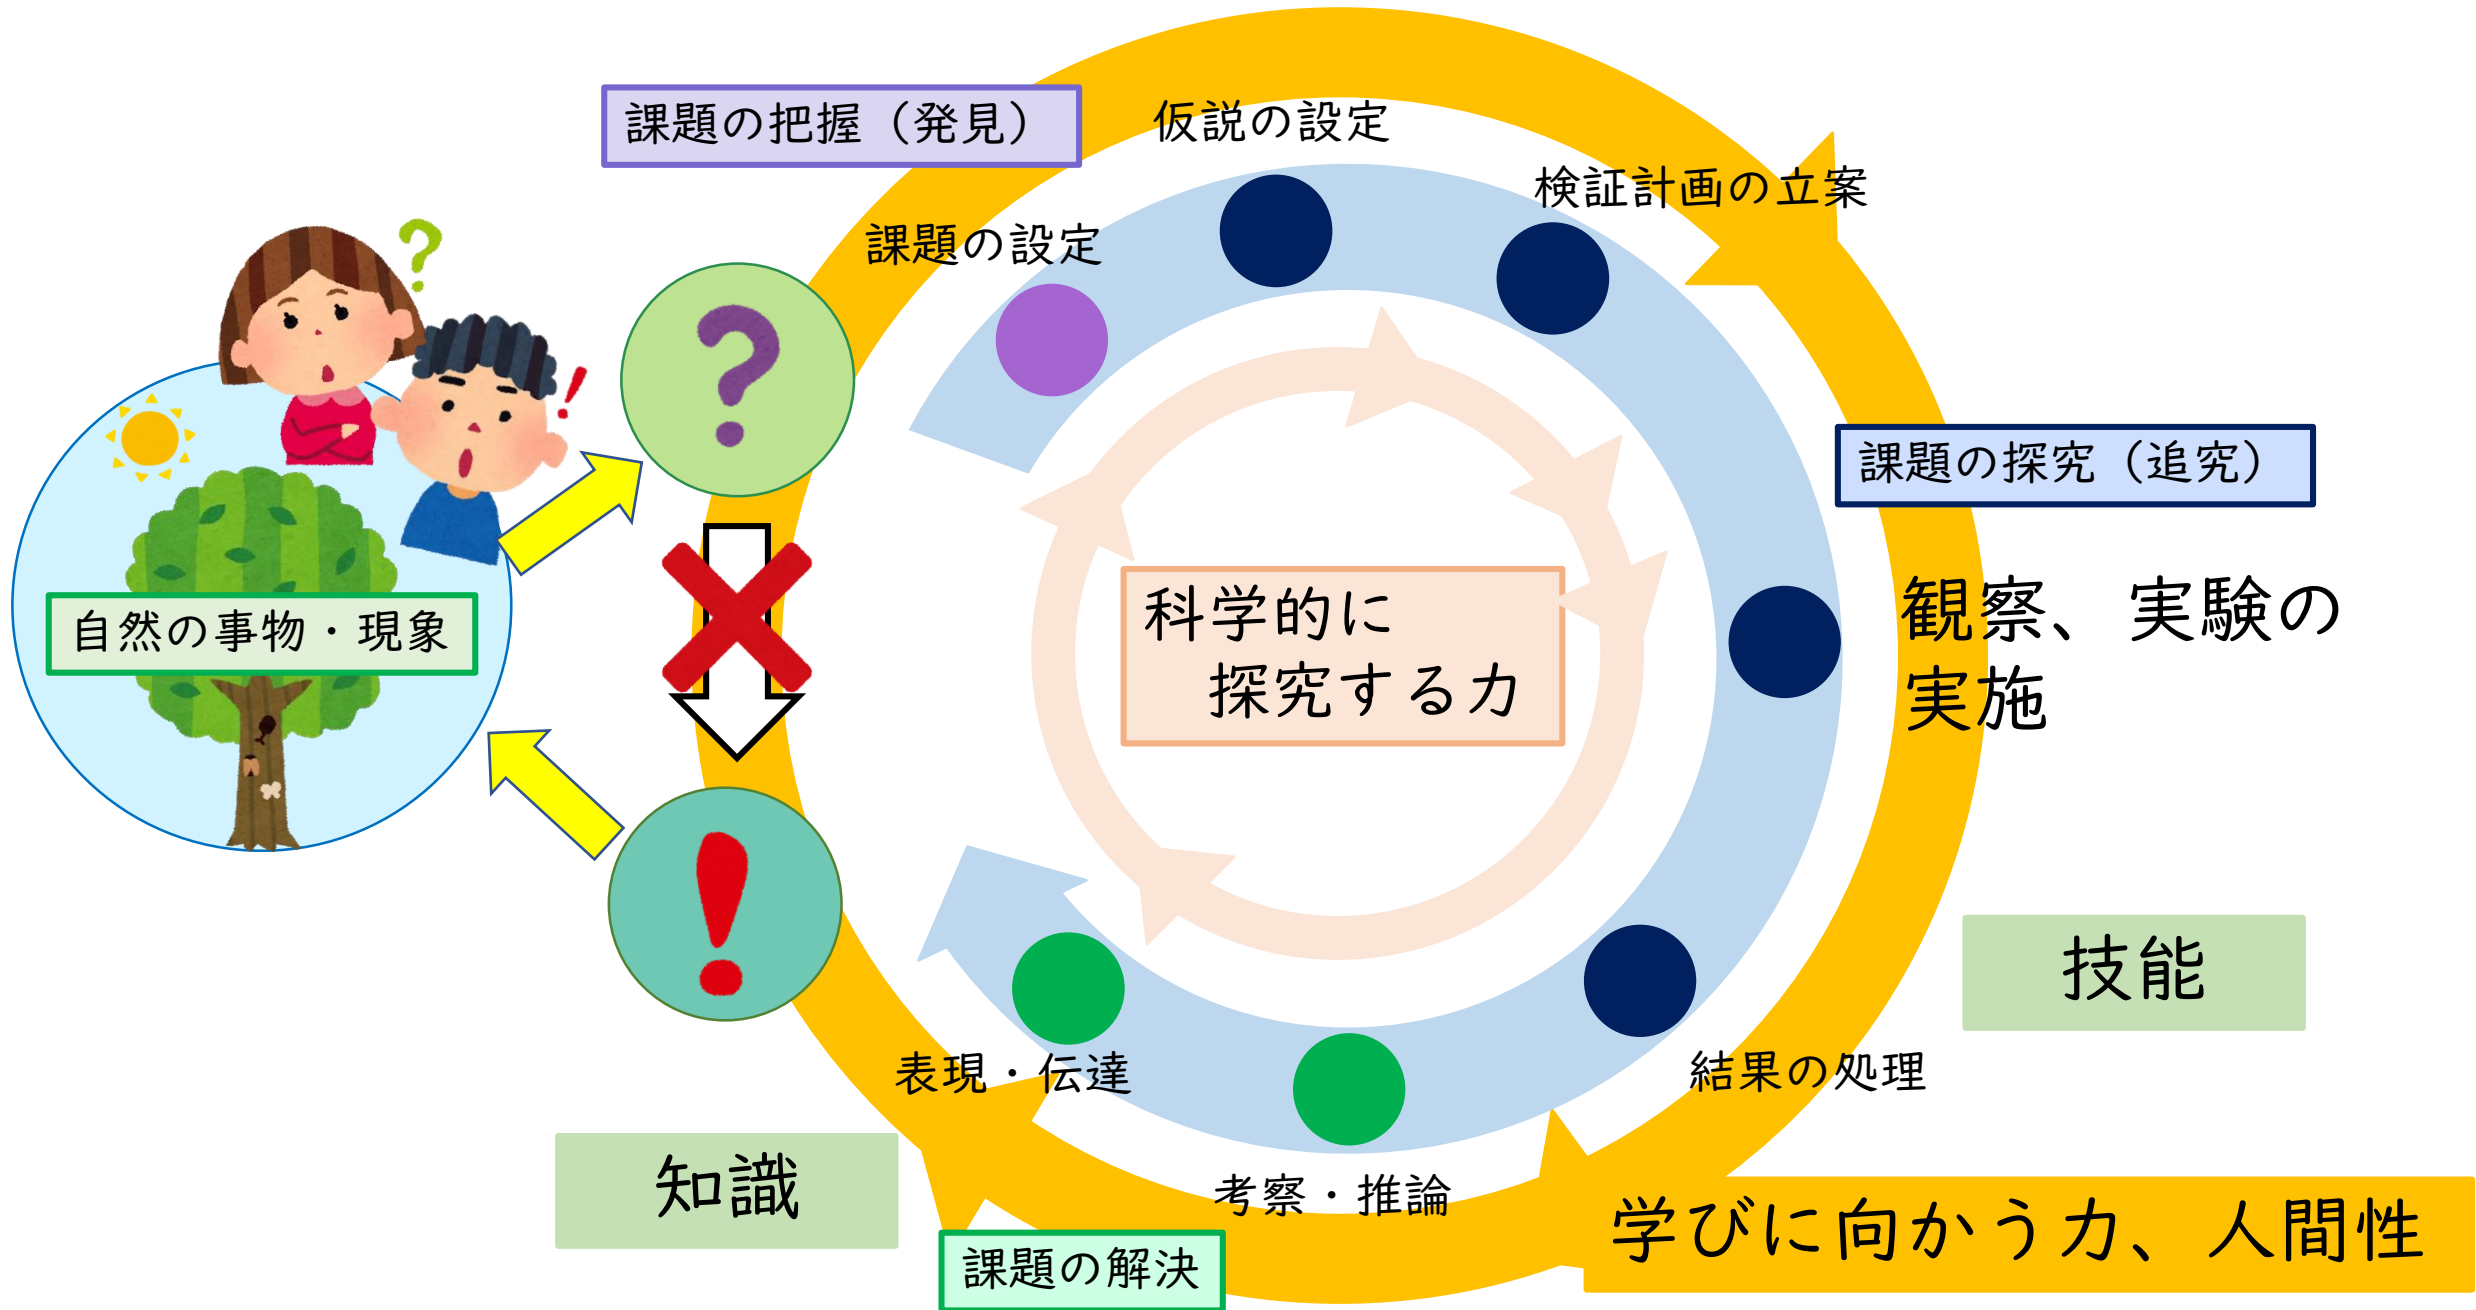 課題の把握（発見）
仮説の設定
検証計画の立案
課題の設定
?
!
?
課題の探究（追究）
自然の事物・現象
科学的に
探究する力
観察、実験の
実施
!
技能
表現・伝達
結果の処理
知識
考察・推論
学びに向かう力、人間性
課題の解決